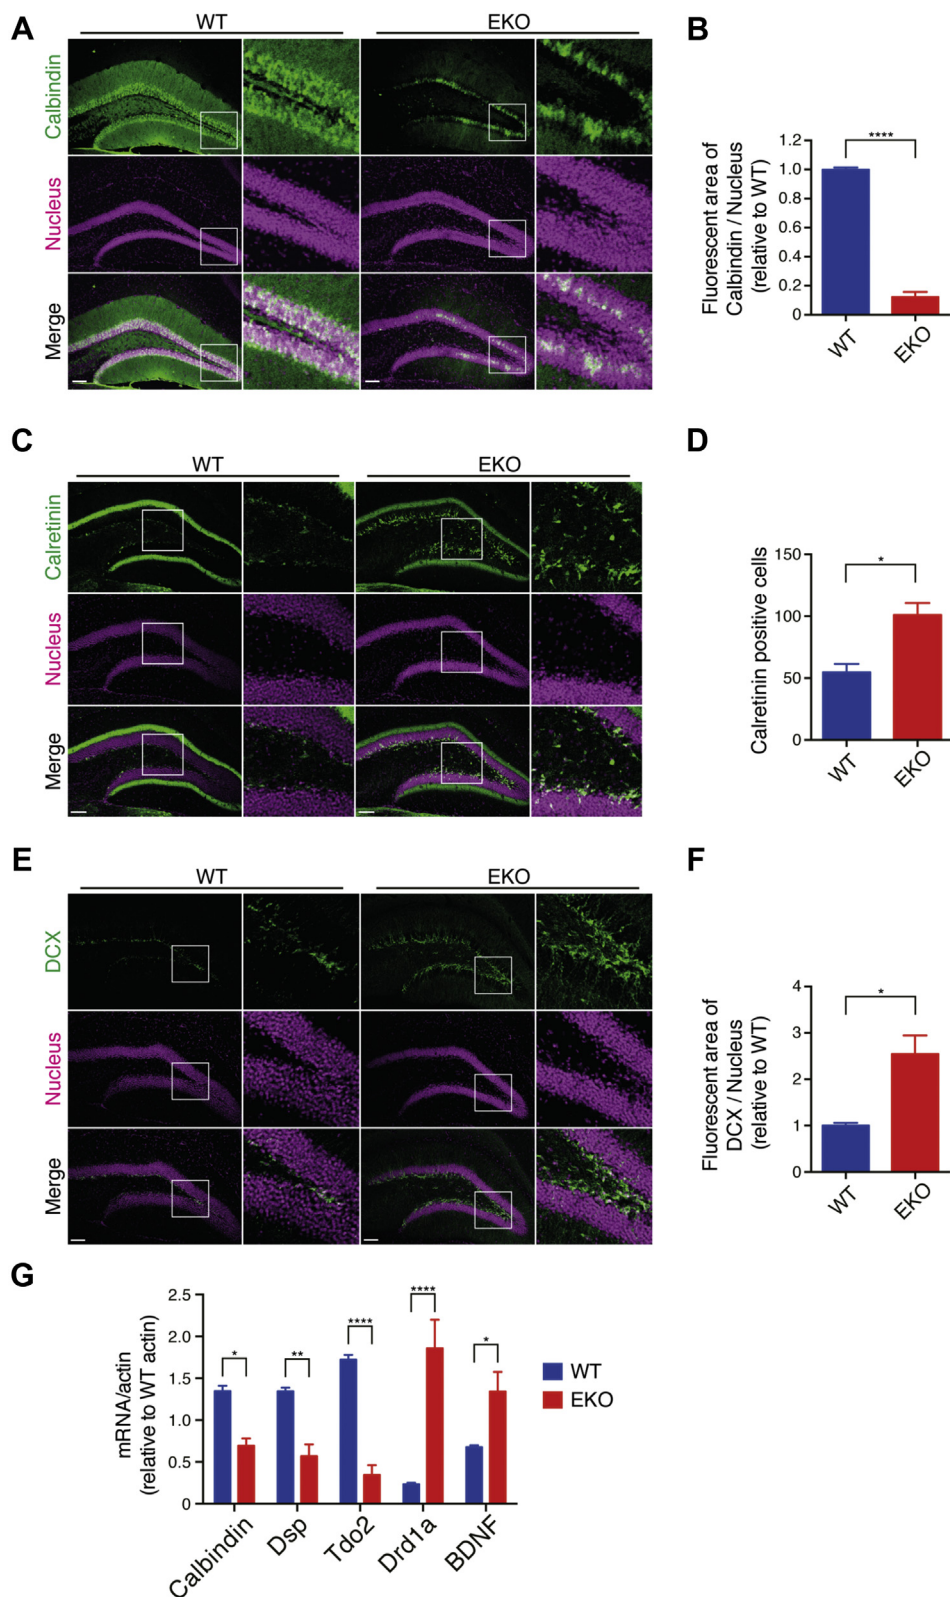 A
WT
EKO
Calbindin
Nucleus
Merge
B
Fluorescent area of
Calbindin / Nucleus
(relative to WT)
1.2
1.0
0.8
0.6
0.4
0.2
0
****
WT
EKO
C
WT
EKO
Calretinin
Nucleus
Merge
D
Calretinin positive cells
150
100
50
0
*
WT
EKO
E
WT
EKO
DCX
Nucleus
Merge
F
Fluorescent area of
DCX / Nucleus
(relative to WT)
4
3
2
1
0
*
WT
EKO
G
mRNA/actin
(relative to WT actin)
2.5
2.0
1.5
1.0
0.5
0
*
**
****
****
*
WT
EKO
Calbindin
Dsp
Tdo2
Drd1a
BDNF